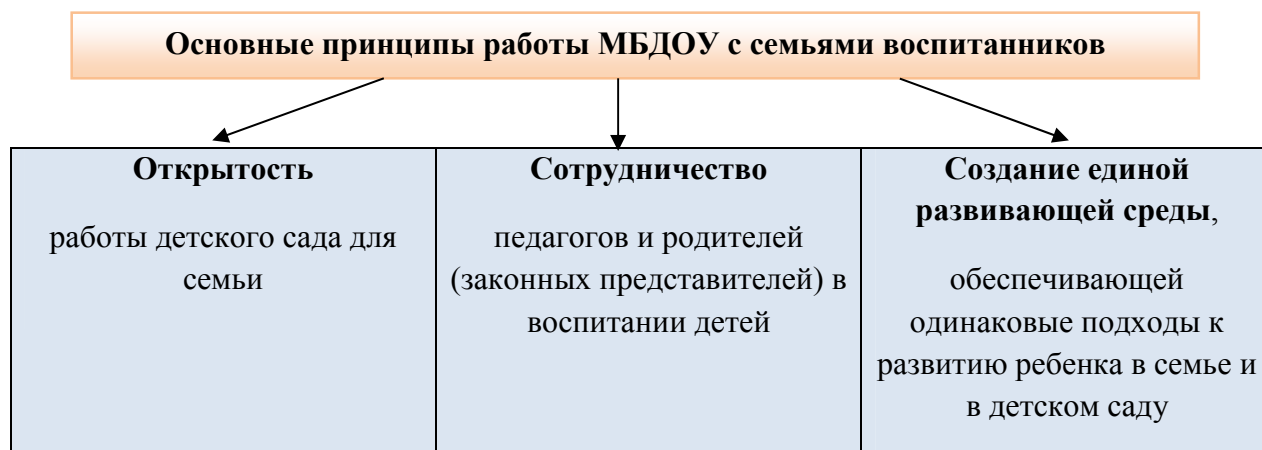 Основные принципы работы МБДОУ с семьями воспитанников
Открытость
работы детского сада для
семьи
Сотрудничество
педагогов и родителей
(законных представителей) в
воспитании детей
Создание единой
развивающей среды,
обеспечивающей
одинаковые подходы к
развитию ребенка в семье и
в детском саду